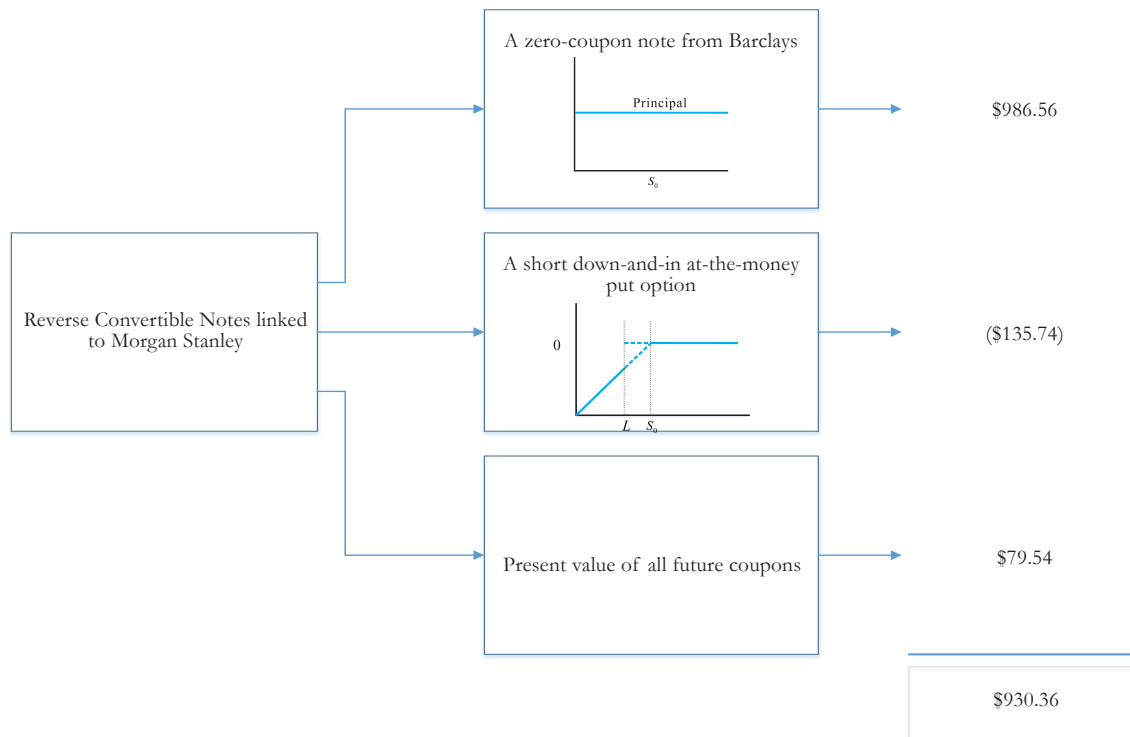 A zero-coupon note from Barclays
Principal
S₀
$986.56
Reverse Convertible Notes linked
to Morgan Stanley
A short down-and-in at-the-money
put option
0
L S₀
($135.74)
Present value of all future coupons
$79.54
$930.36